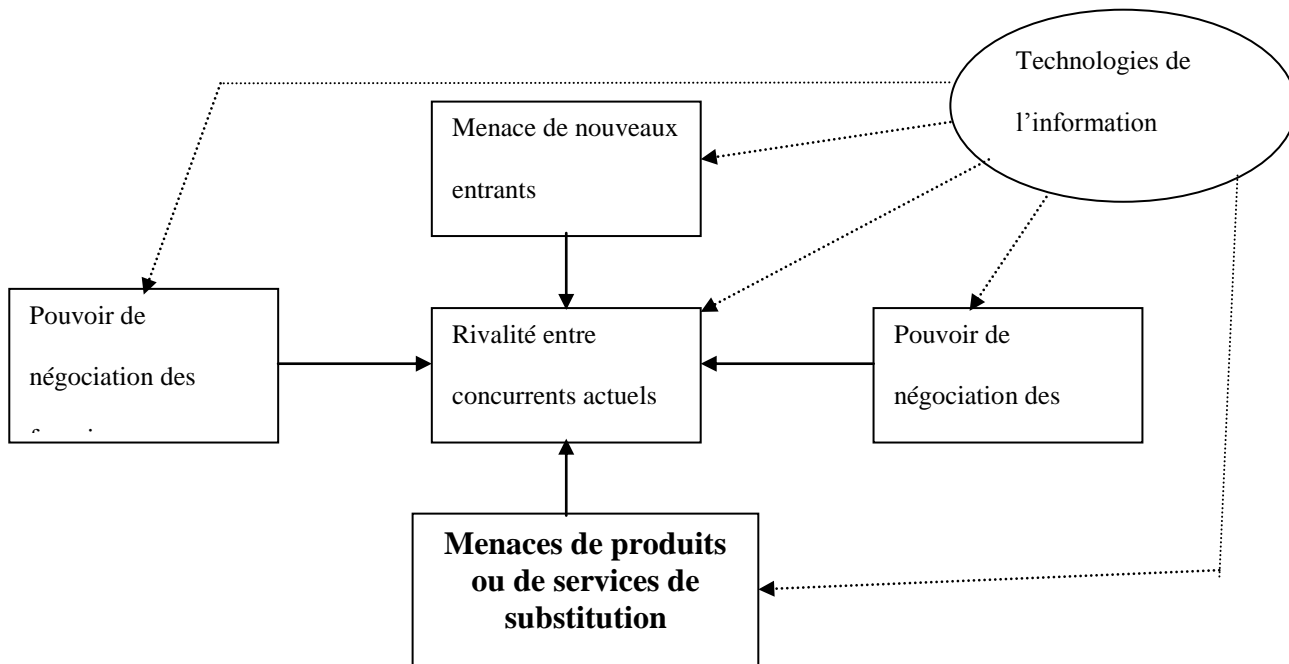 Technologies de
l’information
Menace de nouveaux
entrants
Pouvoir de
négociation des
Rivalité entre
concurrents actuels
Pouvoir de
négociation des
Menaces de produits
ou de services de
substitution